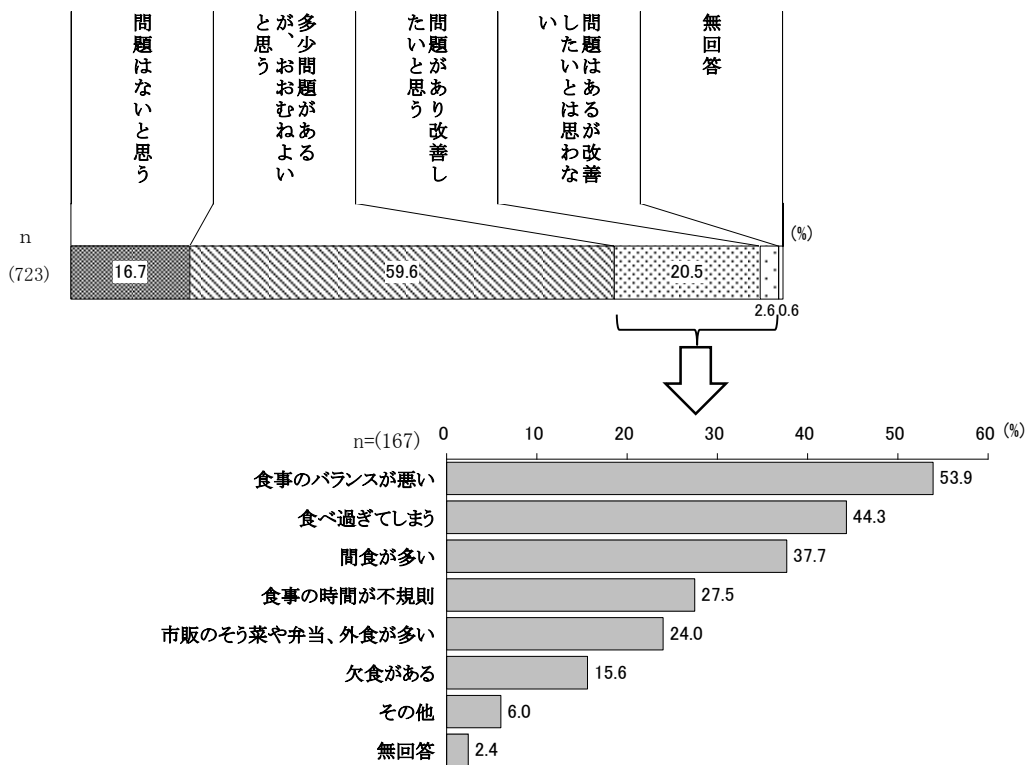 問題はないと思う
多少問題がある
が、おおむねよい
と思う
問題があり改善し
たいと思う
問題はあるが改善
したいとは思わな
い
無回答
n
(%)
(723)
16.7
59.6
20.5
2.6
0.6
n=(167)
0
10
20
30
40
50
60
(%)
食事のバランスが悪い
53.9
食べ過ぎてしまう
44.3
間食が多い
37.7
食事の時間が不規則
27.5
市販のそう菜や弁当、外食が多い
24.0
欠食がある
15.6
その他
6.0
無回答
2.4